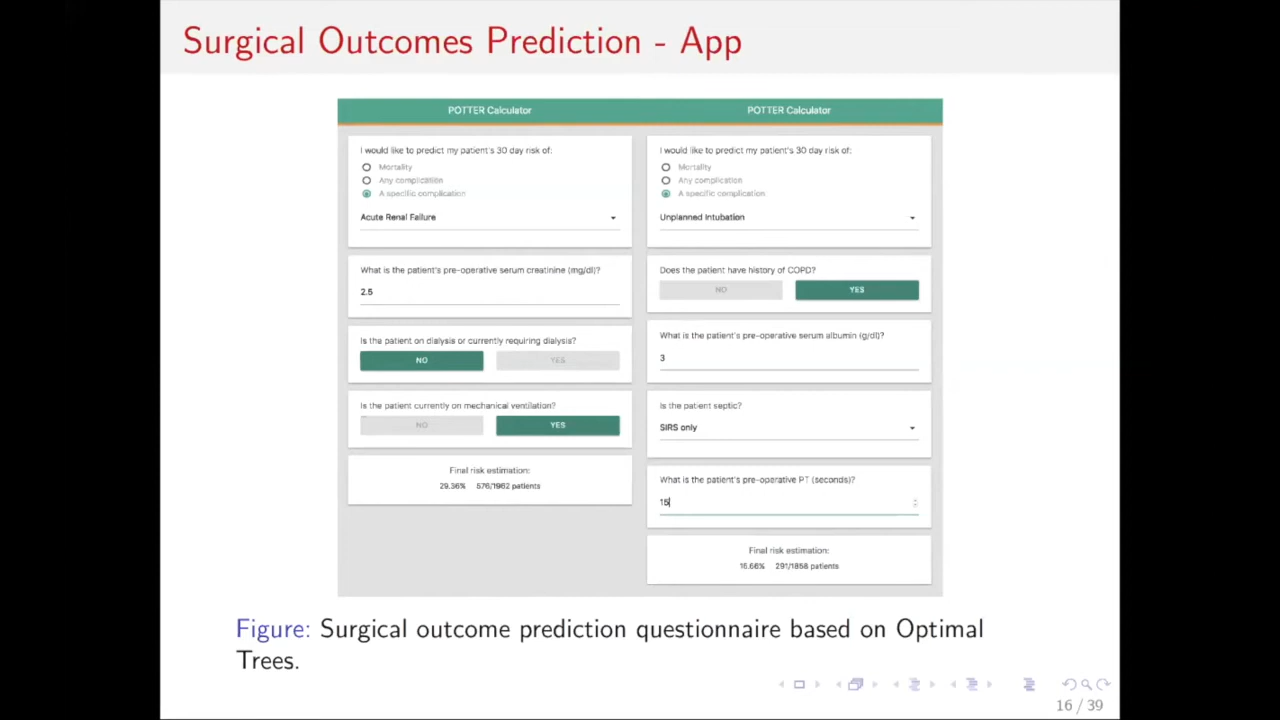 Surgical Outcomes Prediction - App
POTTER Calculator
I would like to predict my patient's 30 day risk of:
Mortality
Any complication
A specific complication
Acute Renal Failure
What is the patient's pre-operative serum creatinine (mg/dl)?
2.5
Is the patient on dialysis or currently requiring dialysis?
NO YES
Is the patient currently on mechanical ventilation?
NO YES
Final risk estimation:
29.36% 576/1962 patients
POTTER Calculator
I would like to predict my patient's 30 day risk of:
Mortality
Any complication
A specific complication
Unplanned Intubation
Does the patient have history of COPD?
NO YES
What is the patient's pre-operative serum albumin (g/dl)?
3
Is the patient septic?
SIRS only
What is the patient's pre-operative PT (seconds)?
15
Final risk estimation:
15.66% 291/1858 patients
Figure: Surgical outcome prediction questionnaire based on Optimal
Trees.
16 / 39